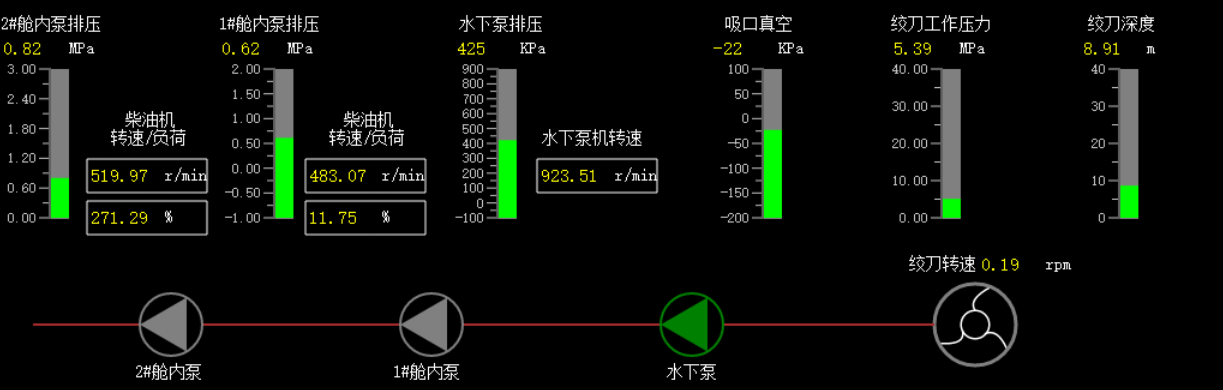 2#舱内泵排压
0.82 MPa
3.00
2.40
1.80
1.20
0.60
0.00
柴油机
转速/负荷
519.97 r/min
271.29 %
1#舱内泵排压
0.62 MPa
2.00
1.50
1.00
0.50
0.00
-0.50
-1.00
柴油机
转速/负荷
483.07 r/min
11.75 %
水下泵排压
425 KPa
900
800
700
600
500
400
300
200
100
0
-100
水下泵机转速
923.51 r/min
吸口真空
-22 KPa
100
50
0
-50
-100
-150
-200
绞刀工作压力
5.39 MPa
40.00
30.00
20.00
10.00
0.00
绞刀深度
8.91 m
40
30
20
10
0
绞刀转速 0.19 rpm
2#舱内泵
1#舱内泵
水下泵